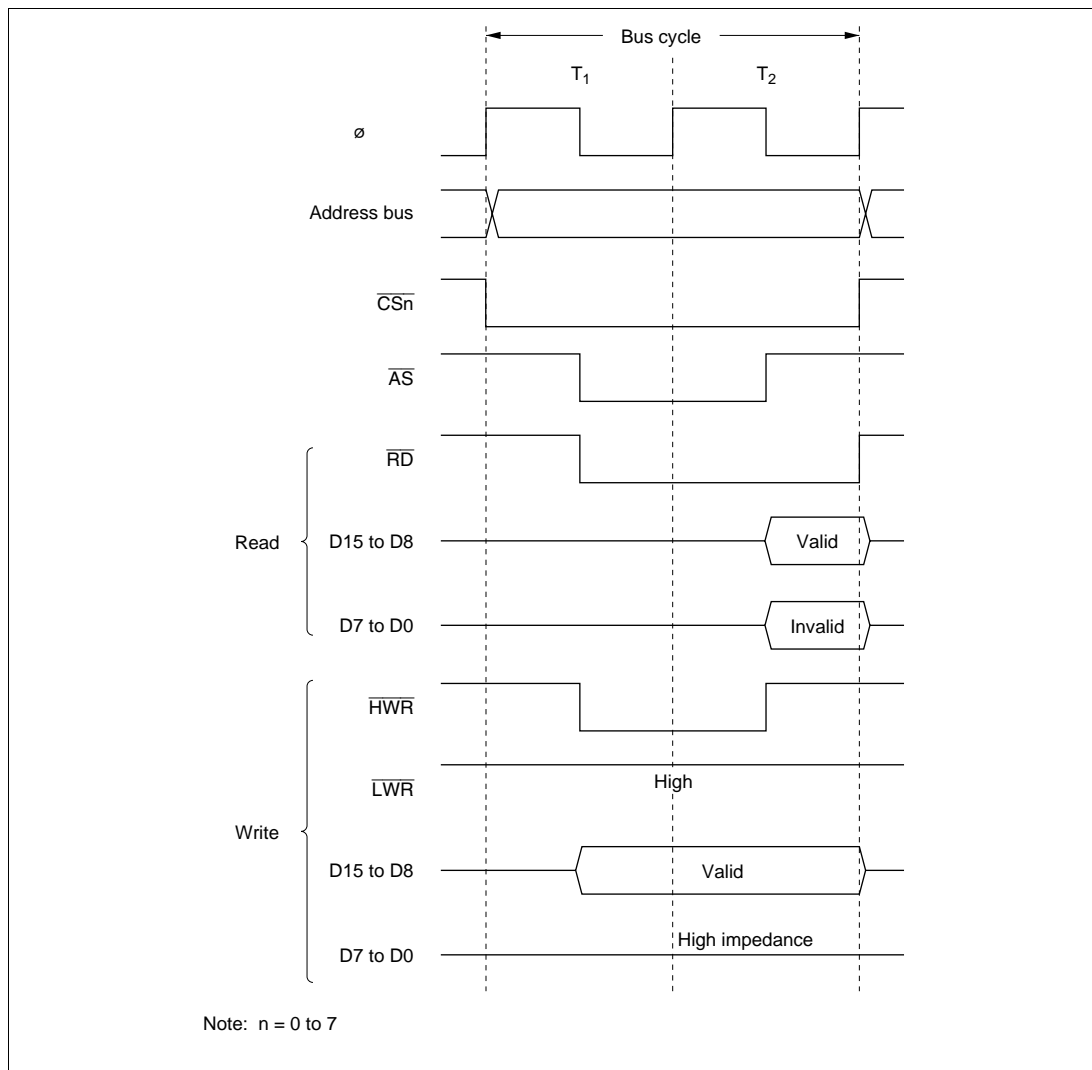 Bus cycle
T1 T2
ø
Address bus
CSn
AS
RD
Read D15 to D8 Valid
D7 to D0 Invalid
HWR
LWR High
Write
D15 to D8 Valid
D7 to D0 High impedance
Note: n = 0 to 7